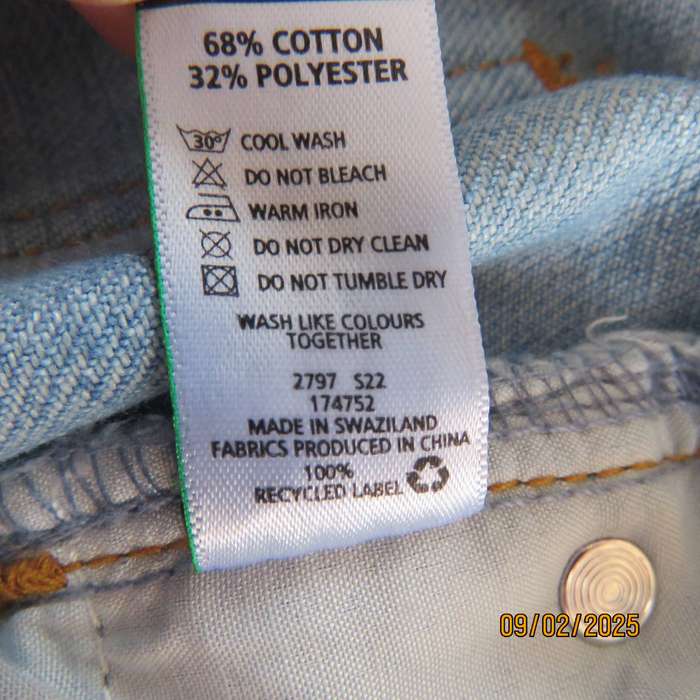 68% COTTON
32% POLYESTER
30° COOL WASH
DO NOT BLEACH
WARM IRON
DO NOT DRY CLEAN
DO NOT TUMBLE DRY
WASH LIKE COLOURS
TOGETHER
2797 S22
174752
MADE IN SWAZILAND
FABRICS PRODUCED IN CHINA
100%
RECYCLED LABEL
09/02/2025